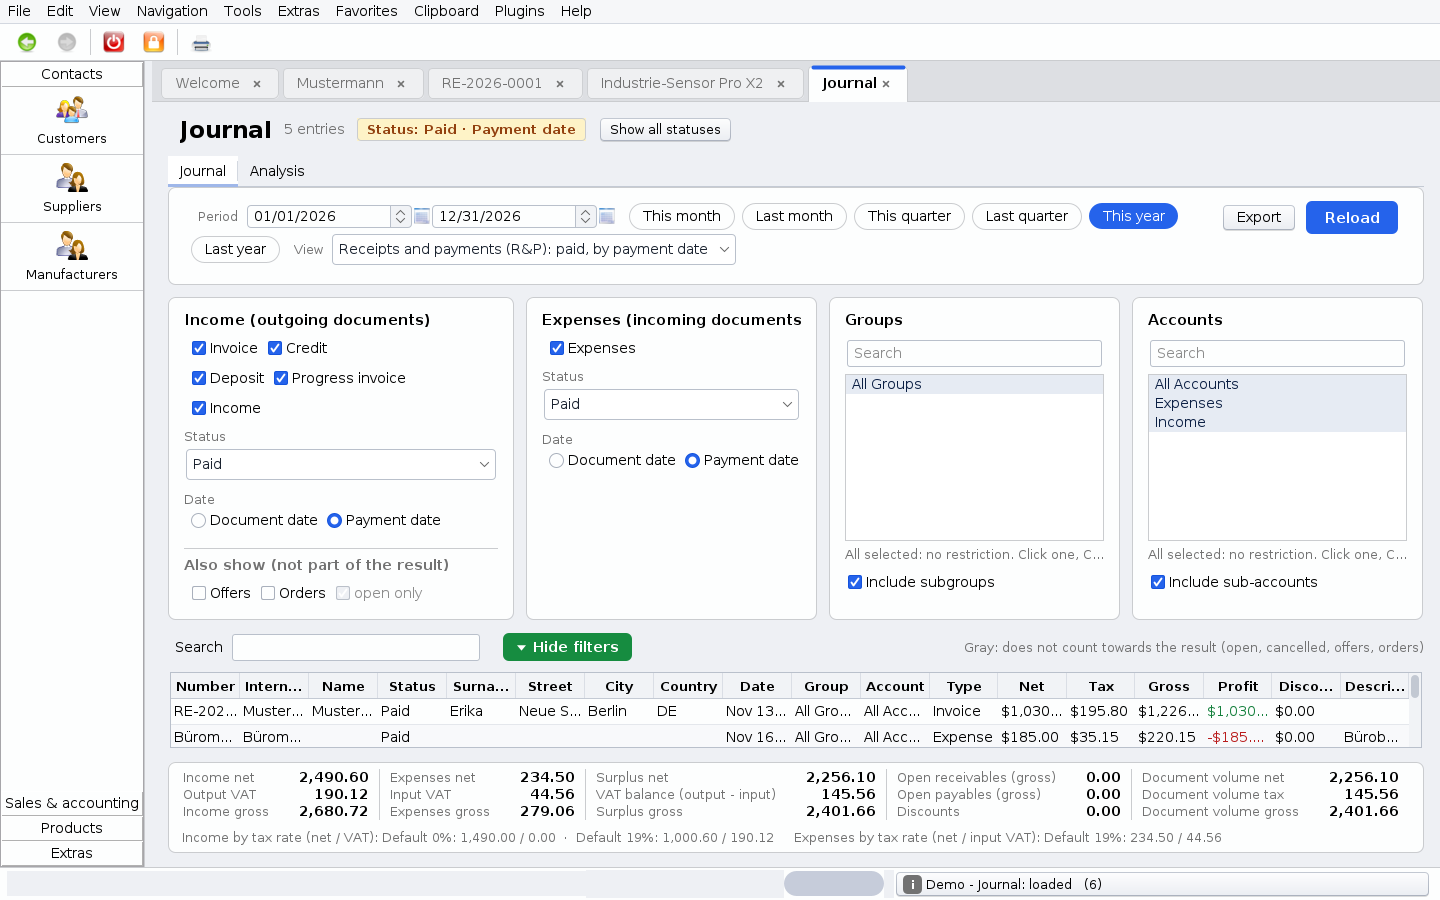 File Edit View Navigation Tools Extras Favorites Clipboard Plugins Help
Contacts
Customers
Suppliers
Manufacturers
Sales & accounting
Products
Extras
Welcome × Mustermann × RE-2026-0001 × Industrie-Sensor Pro X2 × Journal ×
Journal 5 entries Status: Paid · Payment date Show all statuses
Journal Analysis
Period 01/01/2026 12/31/2026 This month Last month This quarter Last quarter This year Export Reload
Last year View Receipts and payments (R&P): paid, by payment date
Income (outgoing documents)
Invoice Credit
Deposit Progress invoice
Income
Status
Paid
Date
Document date Payment date
Also show (not part of the result)
Offers Orders open only
Expenses (incoming documents
Expenses
Status
Paid
Date
Document date Payment date
Groups
Search
All Groups
All selected: no restriction. Click one, C...
Include subgroups
Accounts
Search
All Accounts
Expenses
Income
All selected: no restriction. Click one, C...
Include sub-accounts
Search Hide filters Gray: does not count towards the result (open, cancelled, offers, orders)
Number Intern... Name Status Surna... Street City Country Date Group Account Type Net Tax Gross Profit Disco... Descri...
RE-202... Muster... Muster... Paid Erika Neue S... Berlin DE Nov 13... All Gro... All Acc... Invoice $1,030... $195.80 $1,226... $1,030... $0.00
Bürom... Bürom... Paid Nov 16... All Gro... All Acc... Expense $185.00 $35.15 $220.15 -$185.... $0.00 Bürob...
Income net 2,490.60 Expenses net 234.50 Surplus net 2,256.10 Open receivables (gross) 0.00 Document volume net 2,256.10
Output VAT 190.12 Input VAT 44.56 VAT balance (output - input) 145.56 Open payables (gross) 0.00 Document volume tax 145.56
Income gross 2,680.72 Expenses gross 279.06 Surplus gross 2,401.66 Discounts 0.00 Document volume gross 2,401.66
Income by tax rate (net / VAT): Default 0%: 1,490.00 / 0.00 · Default 19%: 1,000.60 / 190.12 Expenses by tax rate (net / input VAT): Default 19%: 234.50 / 44.56
Demo - Journal: loaded (6)